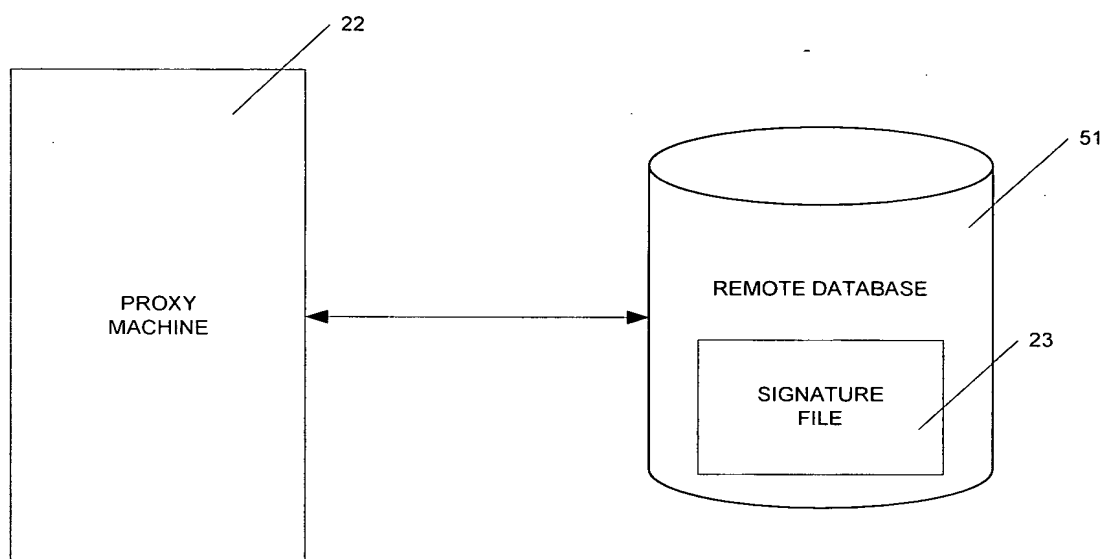 22
51
PROXY
MACHINE
REMOTE DATABASE
23
SIGNATURE
FILE